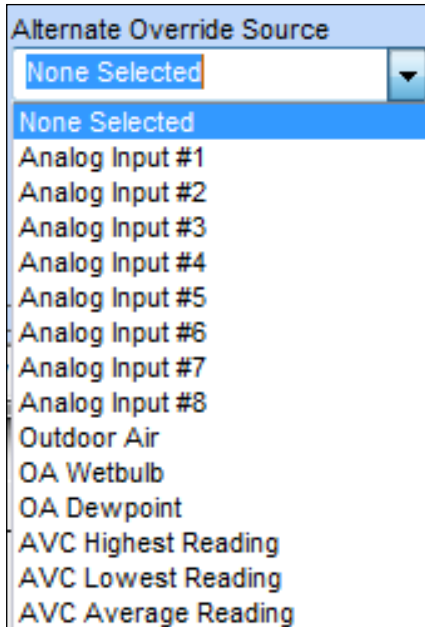 Alternate Override Source
None Selected
None Selected
Analog Input #1
Analog Input #2
Analog Input #3
Analog Input #4
Analog Input #5
Analog Input #6
Analog Input #7
Analog Input #8
Outdoor Air
OA Wetbulb
OA Dewpoint
AVC Highest Reading
AVC Lowest Reading
AVC Average Reading